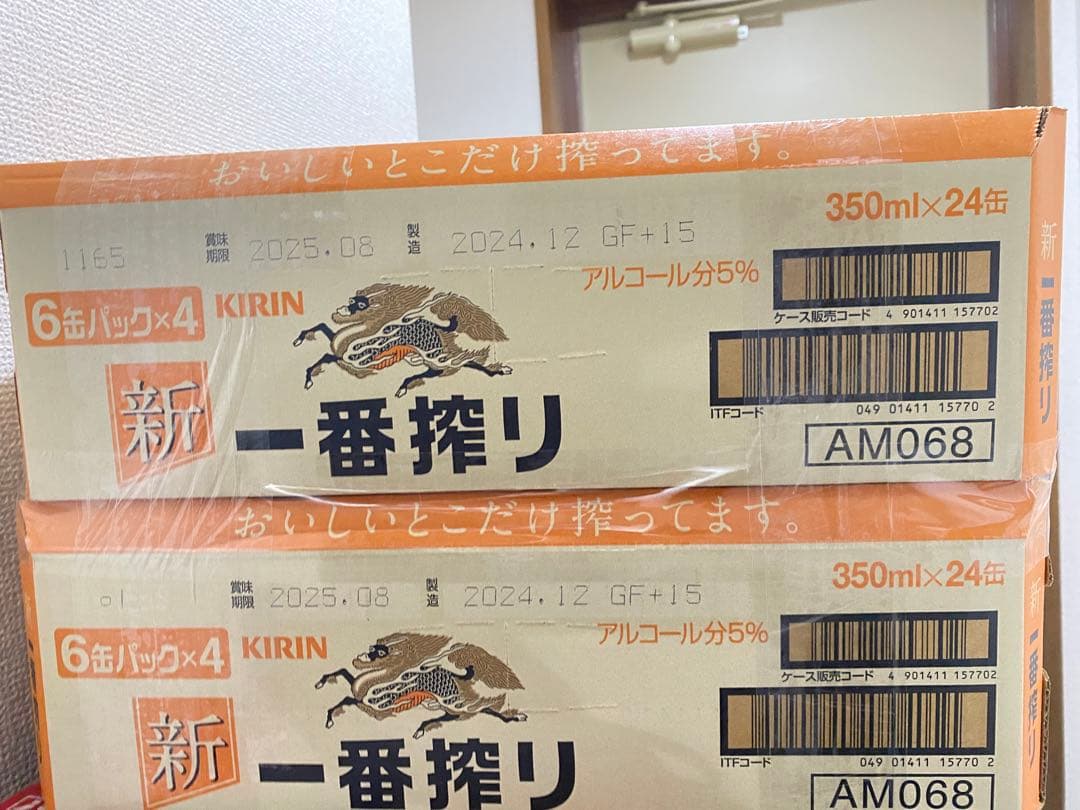 おいしいとこだけ搾ってます。
350ml×24缶
1165 賞味期限 2025.08 製造 2024.12 GF+15
アルコール分5%
ケース販売コード 4 901411 157702
6缶パック×4 KIRIN
ITFコード 049 01411 15770 2
新 一番搾り
AM068
新 一番搾り
おいしいとこだけ搾ってます。
350ml×24缶
賞味期限 2025.08 製造 2024.12 GF+15
アルコール分5%
ケース販売コード 4 901411 157702
6缶パック×4 KIRIN
ITFコード 049 01411 15770 2
新 一番搾り
AM068
新 一番搾り